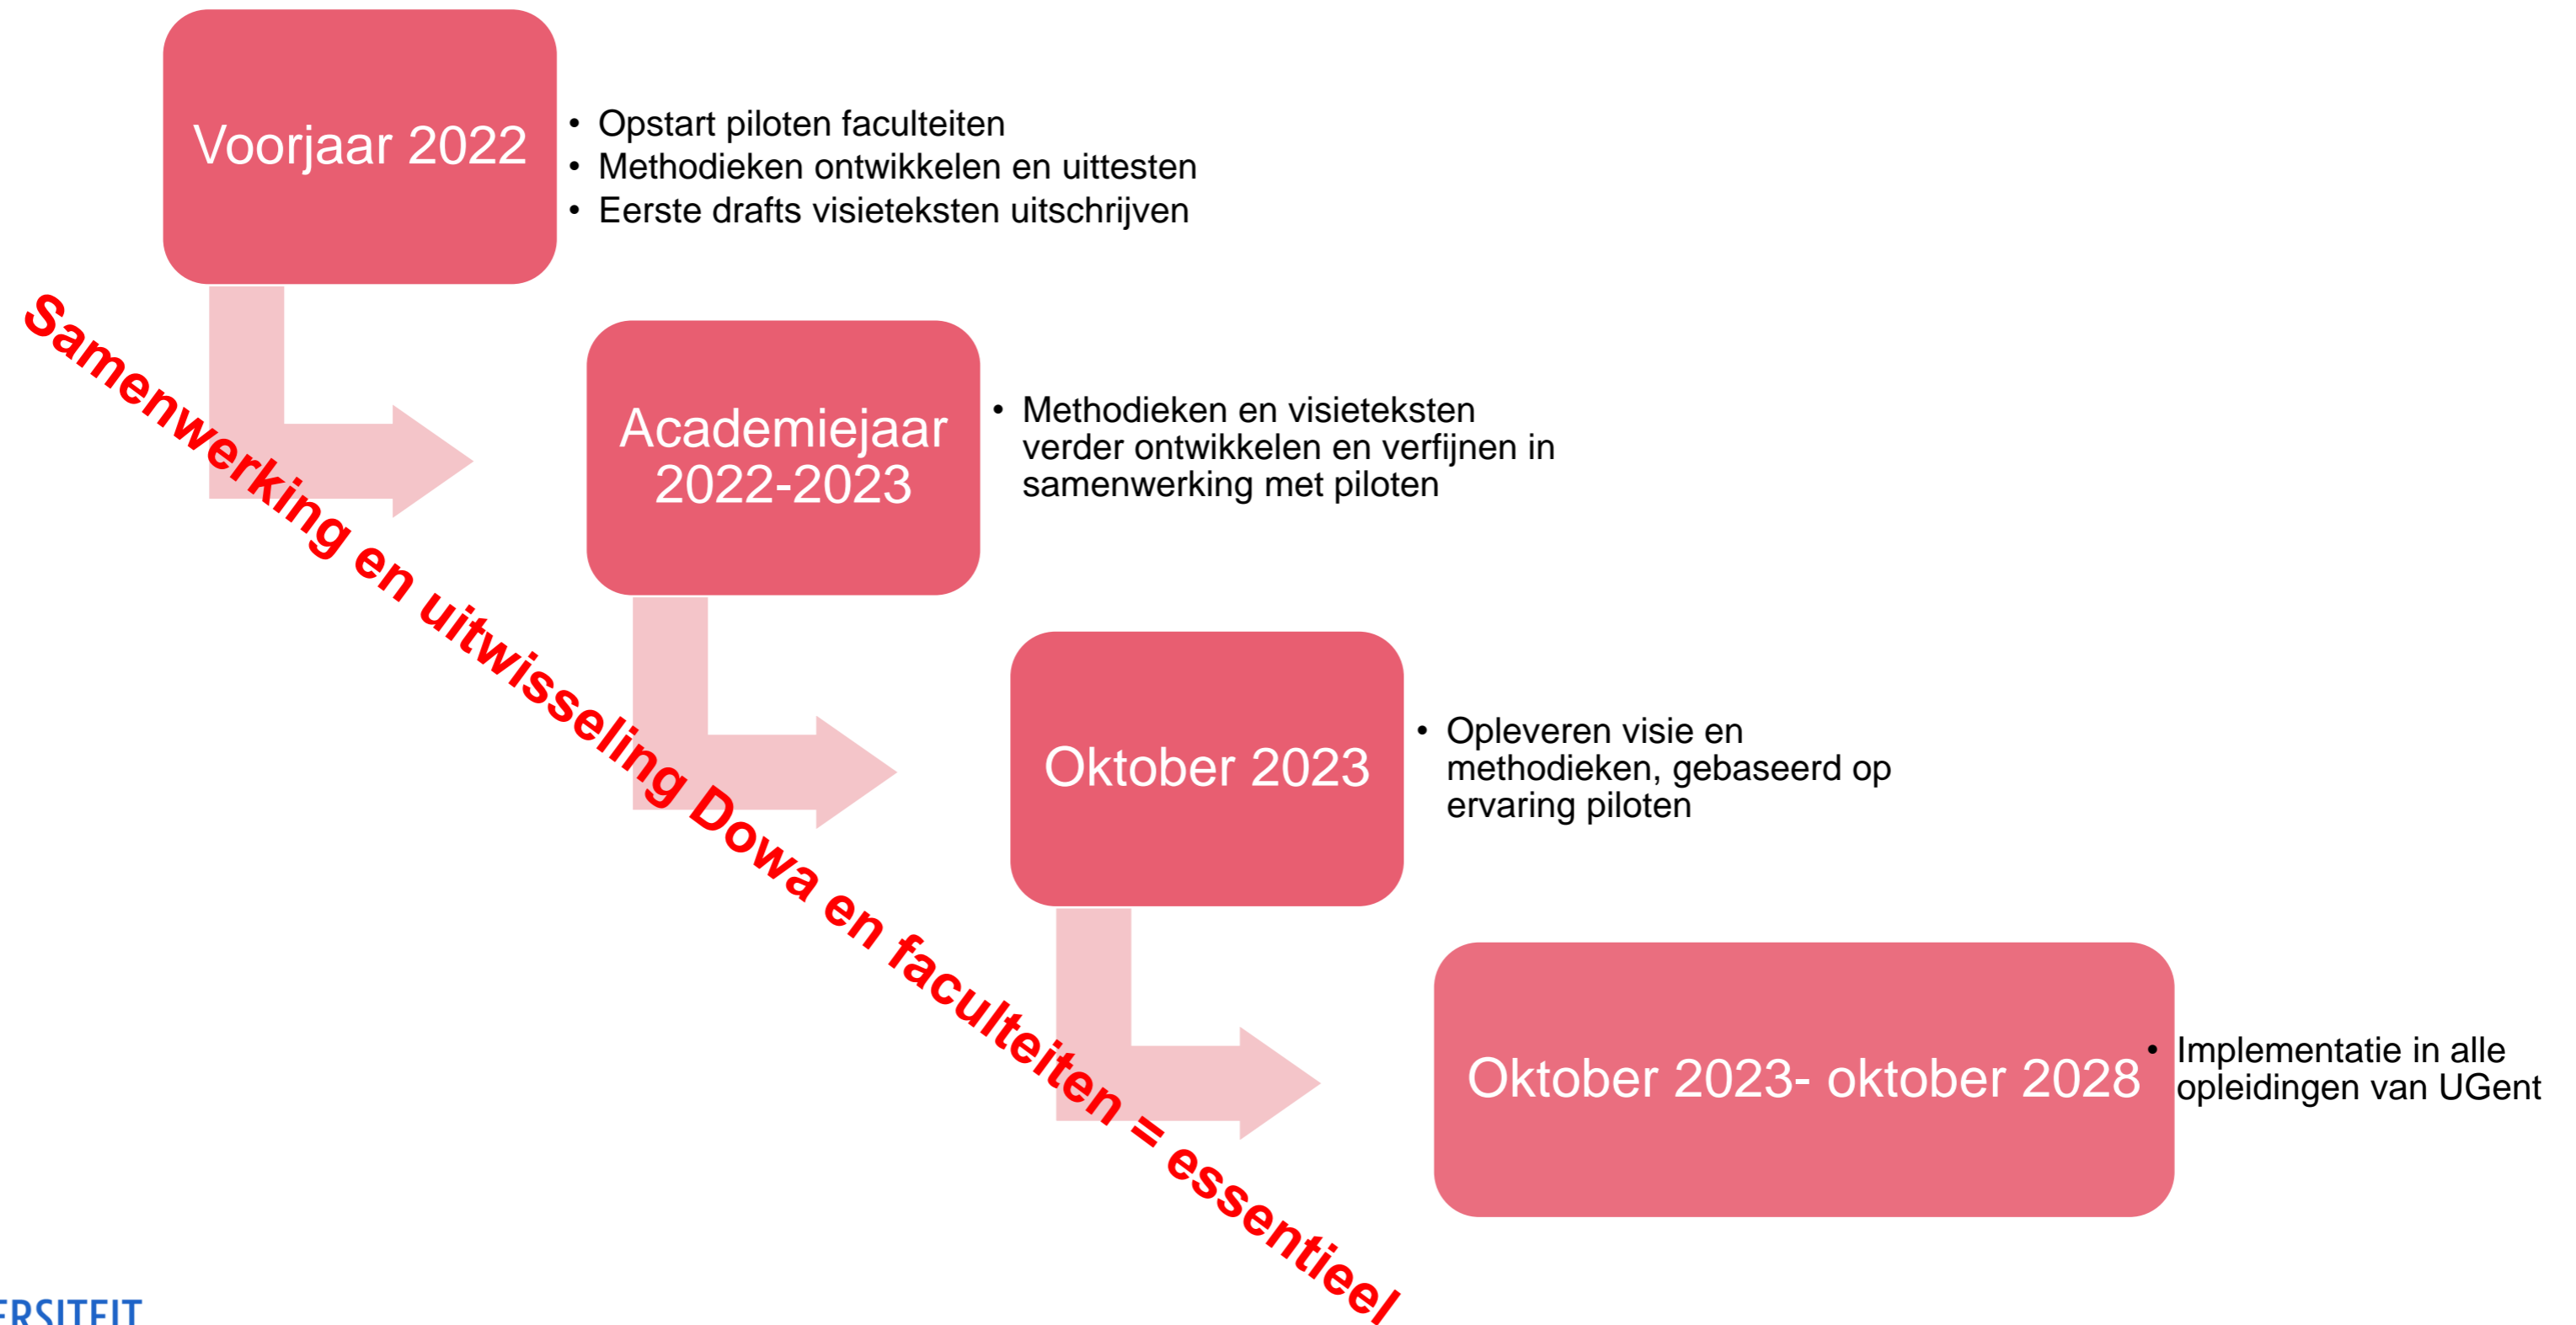 Voorjaar 2022
• Opstart piloten faculteiten
• Methodieken ontwikkelen en uittesten
• Eerste drafts visieteksten uitschrijven
Samenwerking en uitwisseling Dowa en faculteiten = essentieel
Academiejaar
2022-2023
• Methodieken en visieteksten
verder ontwikkelen en verfijnen in
samenwerking met piloten
Oktober 2023
• Opleveren visie en
methodieken, gebaseerd op
ervaring piloten
Oktober 2023- oktober 2028
• Implementatie in alle
opleidingen van UGent